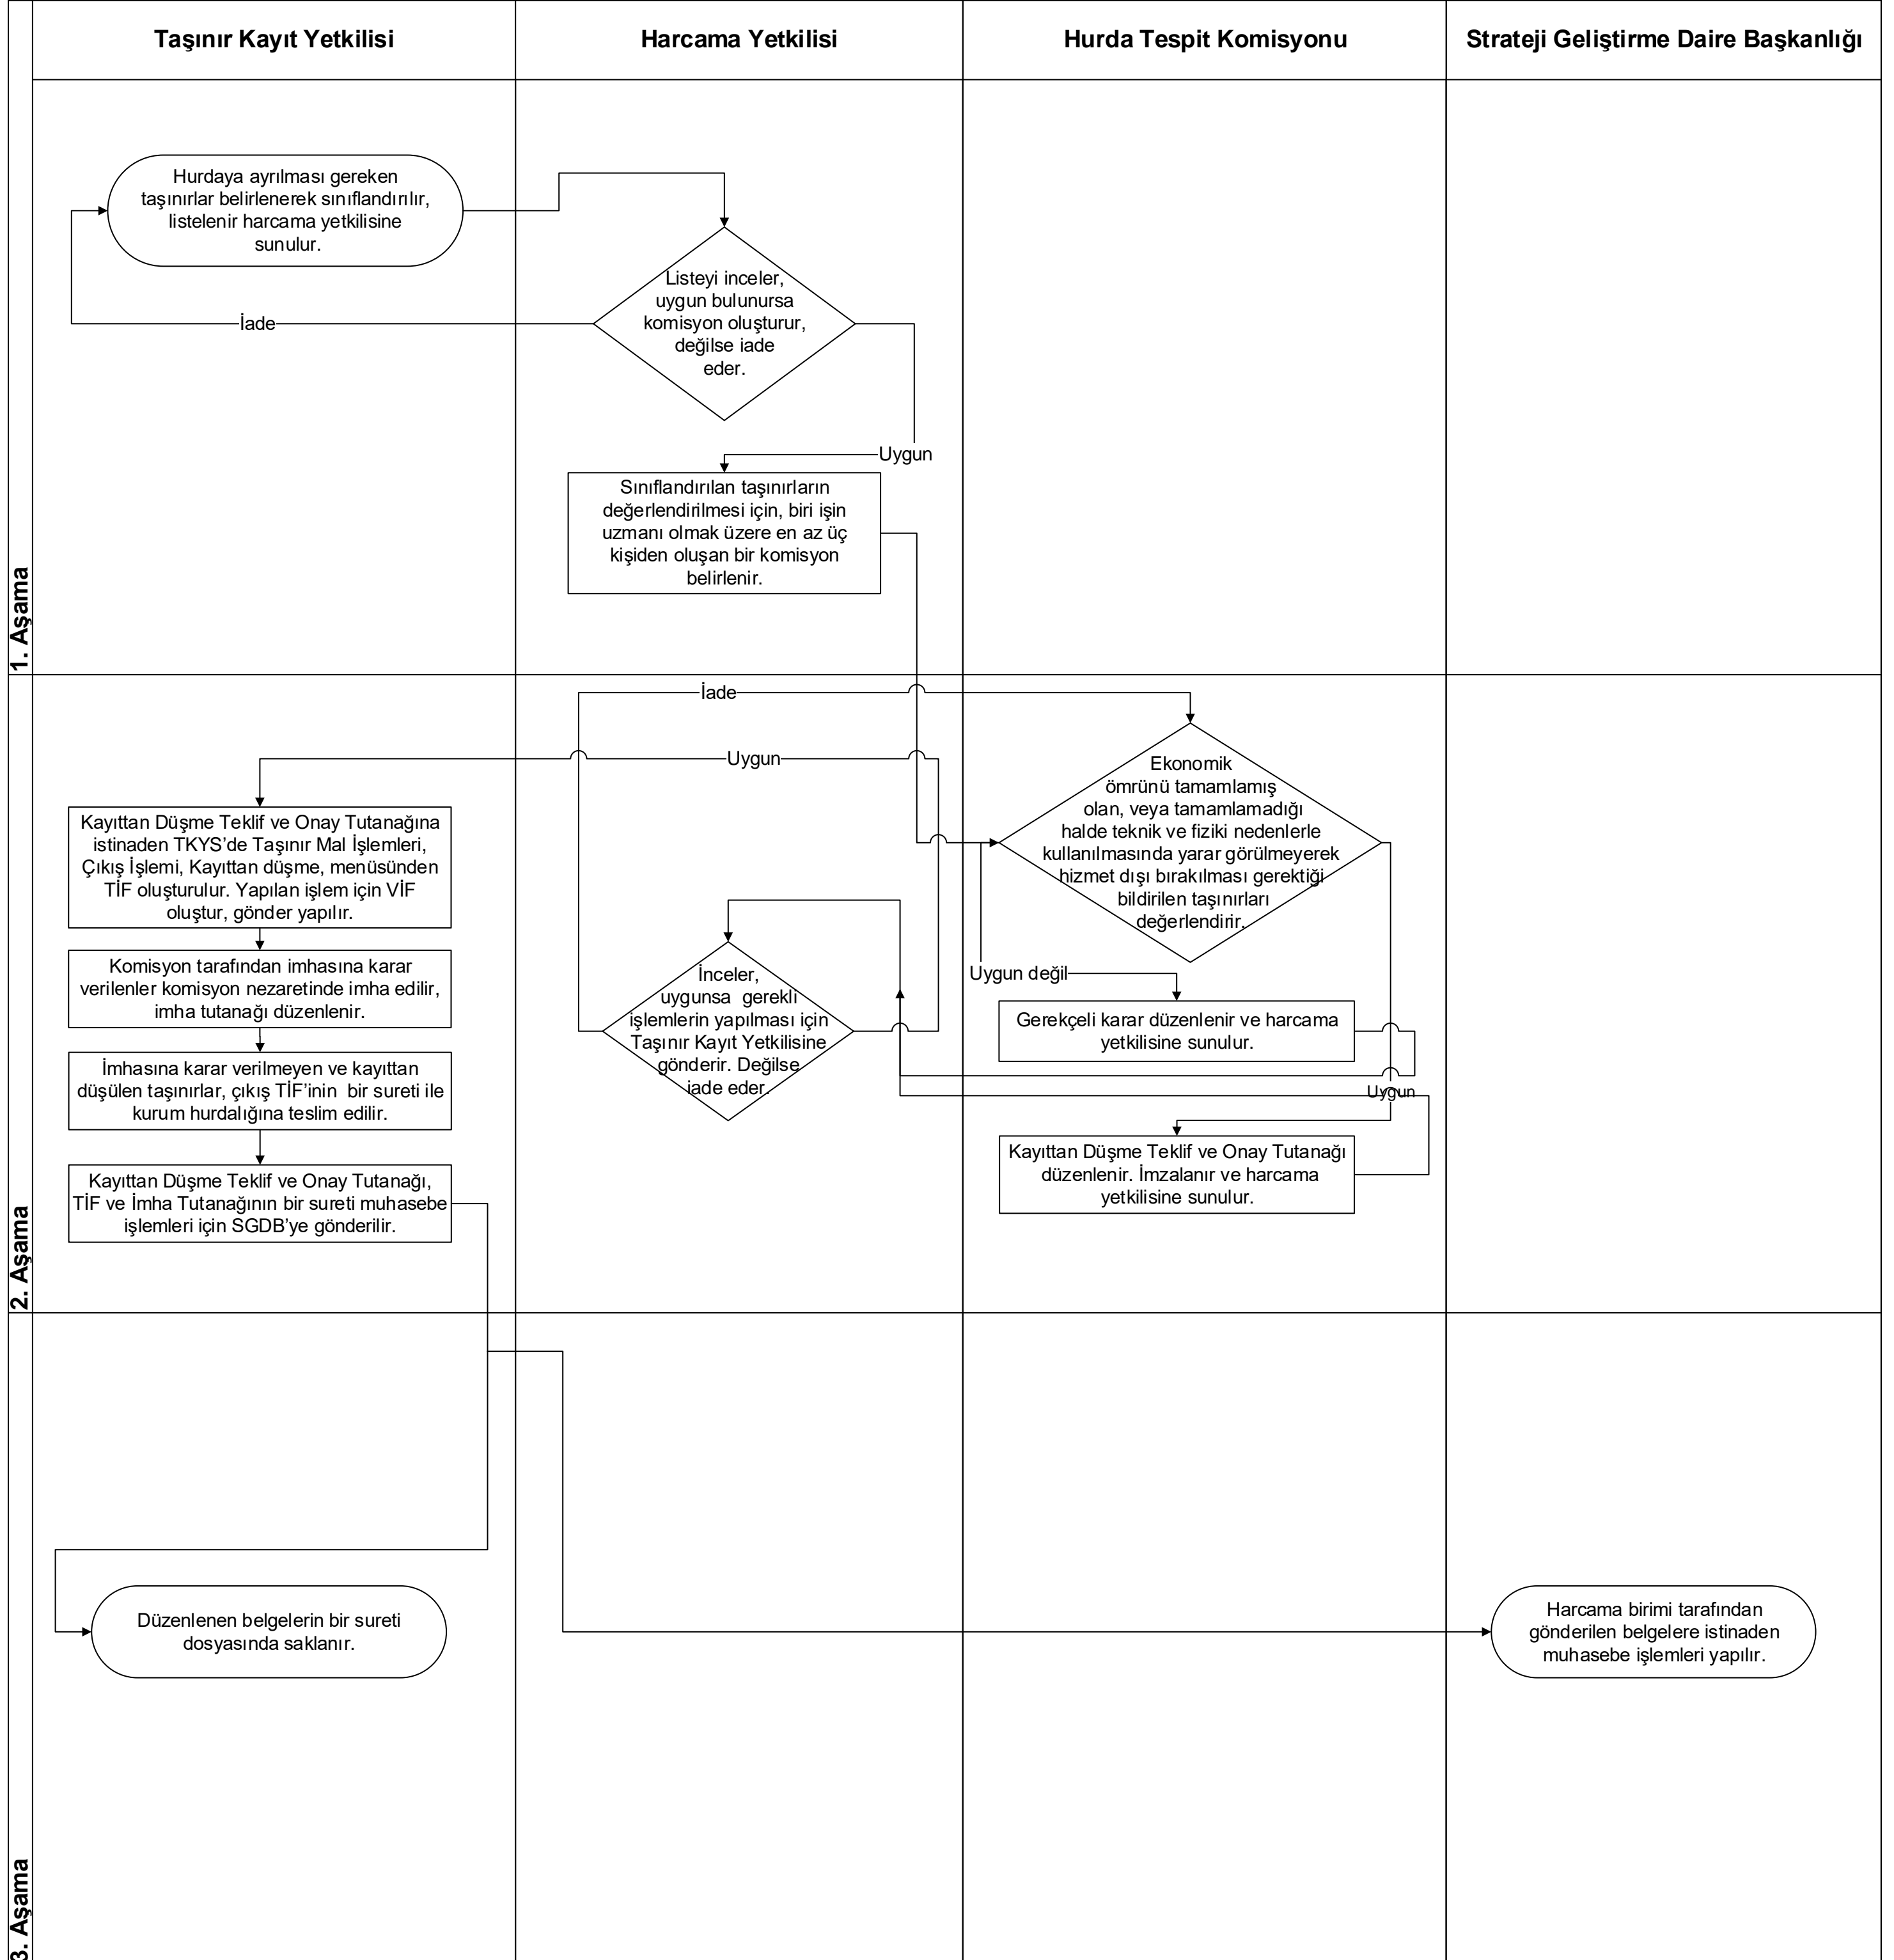 Taşınır Kayıt Yetkilisi
Harcama Yetkilisi
Hurda Tespit Komisyonu
Strateji Geliştirme Daire Başkanlığı
1. Aşama
Hurdaya ayrılması gereken
taşınırlar belirlenerek sınıflandırılır,
listelenir harcama yetkilisine
sunulur.
Listeyi inceler,
uygun bulunursa
komisyon oluşturur,
değilse iade
eder.
İade
Uygun
Sınıflandırılan taşınırların
değerlendirilmesi için, biri işin
uzmanı olmak üzere en az üç
kişiden oluşan bir komisyon
belirlenir.
2. Aşama
İade
Uygun
Ekonomik
ömrünü tamamlamış
olan, veya tamamlamadığı
halde teknik ve fiziki nedenlerle
kullanılmasında yarar görülmeyerek
hizmet dışı bırakılması gerektiği
bildirilen taşınırları
değerlendirir.
Kayıttan Düşme Teklif ve Onay Tutanağına
istinaden TKYS’de Taşınır Mal İşlemleri,
Çıkış İşlemi, Kayıttan düşme, menüsünden
TİF oluşturulur. Yapılan işlem için VİF
oluştur, gönder yapılır.
Komisyon tarafından imhasına karar
verilenler komisyon nezaretinde imha edilir,
imha tutanağı düzenlenir.
İnceler,
uygunsa  gerekli
işlemlerin yapılması için
Taşınır Kayıt Yetkilisine
gönderir. Değilse
iade eder.
Uygun değil
Gerekçeli karar düzenlenir ve harcama
yetkilisine sunulur.
İmhasına karar verilmeyen ve kayıttan
düşülen taşınırlar, çıkış TİF’inin  bir sureti ile
kurum hurdalığına teslim edilir.
Uygun
Kayıttan Düşme Teklif ve Onay Tutanağı
düzenlenir. İmzalanır ve harcama
yetkilisine sunulur.
Kayıttan Düşme Teklif ve Onay Tutanağı,
TİF ve İmha Tutanağının bir sureti muhasebe
işlemleri için SGDB’ye gönderilir.
3. Aşama
Düzenlenen belgelerin bir sureti
dosyasında saklanır.
Harcama birimi tarafından
gönderilen belgelere istinaden
muhasebe işlemleri yapılır.